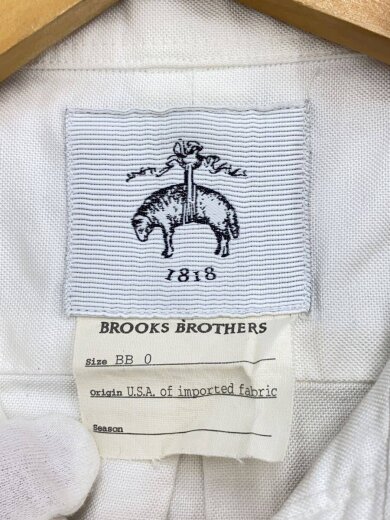 1818
BROOKS BROTHERS
Size BB 0
Origin U.S.A. of imported fabric
Season